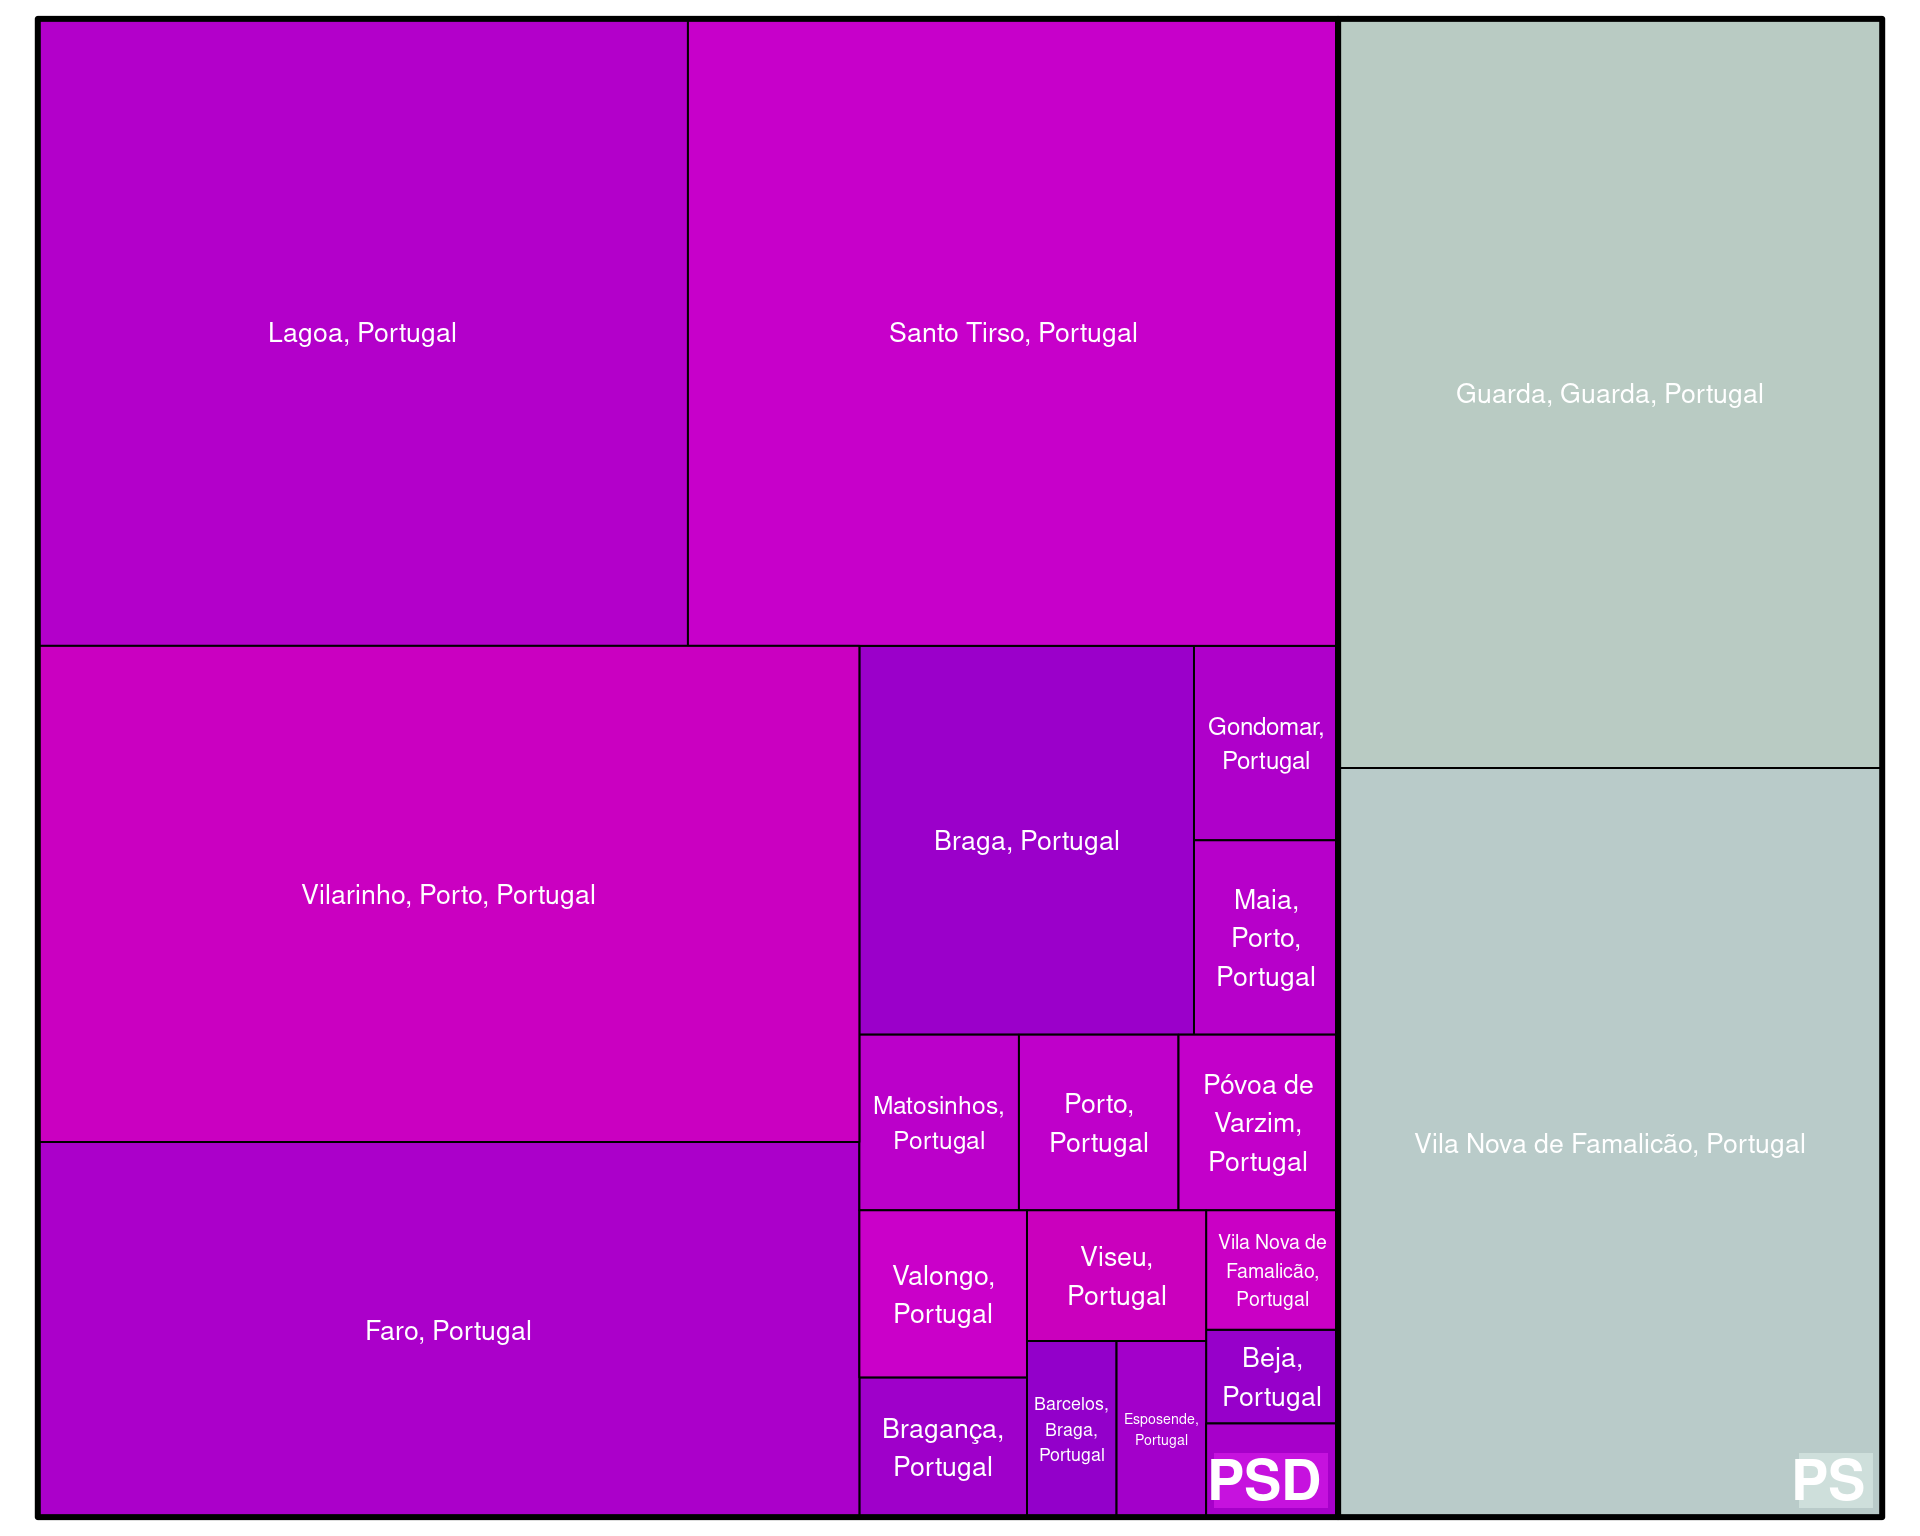 Lagoa, Portugal
Santo Tirso, Portugal
Guarda, Guarda, Portugal
Vilarinho, Porto, Portugal
Braga, Portugal
Gondomar,
Portugal
Maia,
Porto,
Portugal
Matosinhos,
Portugal
Porto,
Portugal
Póvoa de
Varzim,
Portugal
Vila Nova de Famalicão, Portugal
Faro, Portugal
Valongo,
Portugal
Viseu,
Portugal
Vila Nova de
Famalicão,
Portugal
Beja,
Portugal
Bragança,
Portugal
Barcelos,
Braga,
Portugal
Esposende,
Portugal
PSD
PS